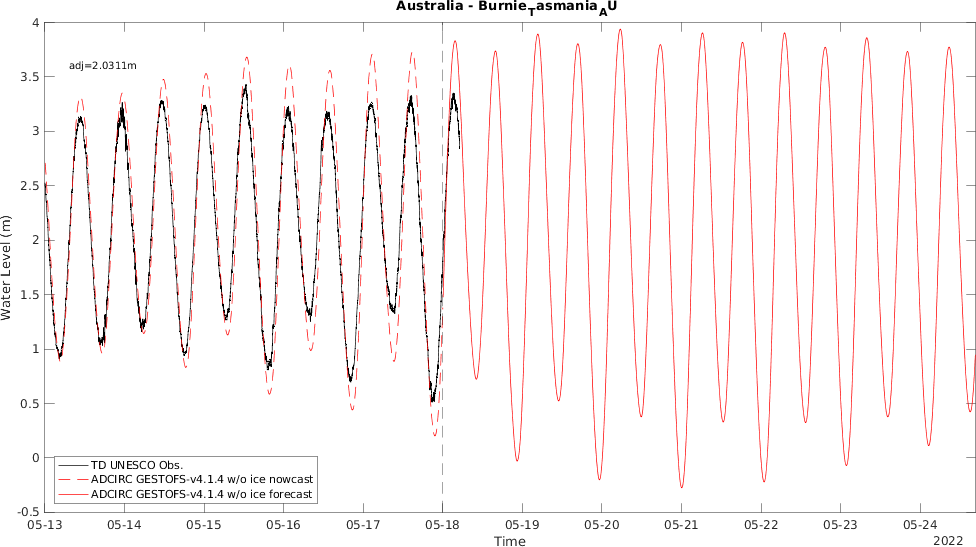 Australia - Burnie_Tasmania_AU
4
adj=2.0311m
3.5
3
2.5
2
1.5
1
0.5
0
-0.5
Water Level (m)
TD UNESCO Obs.
ADCIRC GESTOFS-v4.1.4 w/o ice nowcast
ADCIRC GESTOFS-v4.1.4 w/o ice forecast
05-13 05-14 05-15 05-16 05-17 05-18 05-19 05-20 05-21 05-22 05-23 05-24
Time
2022